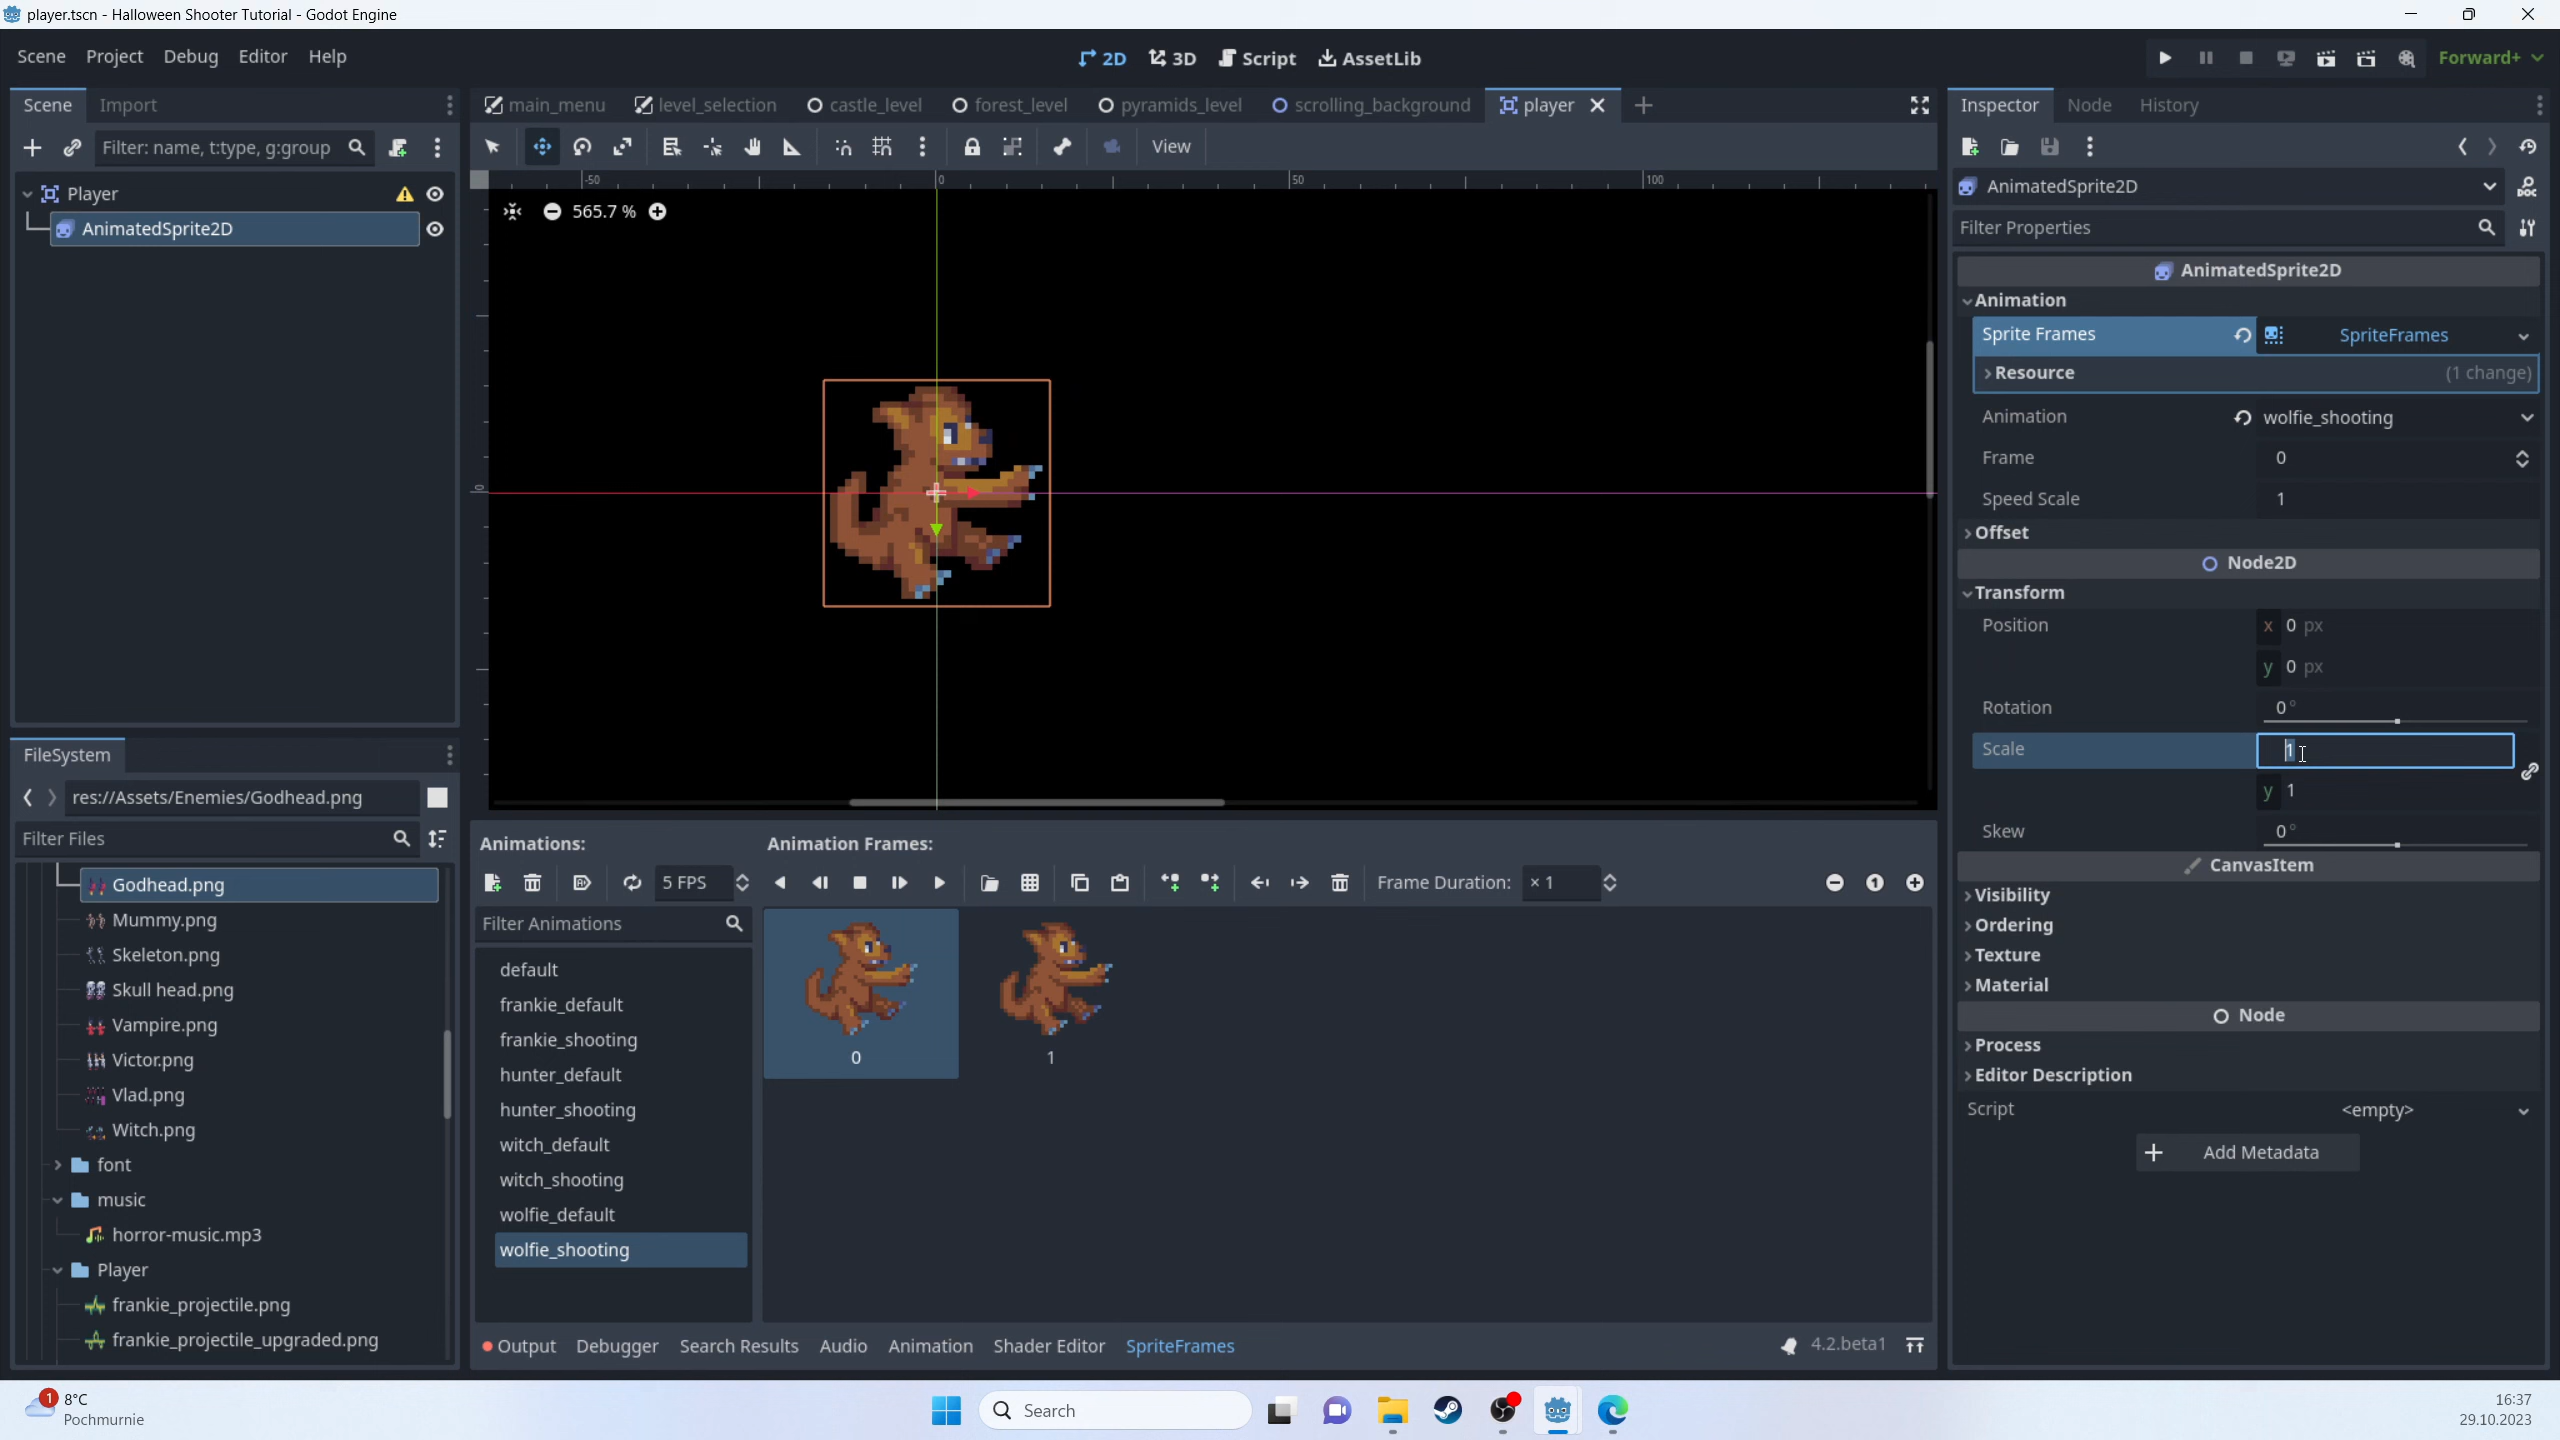 player.tscn - Halloween Shooter Tutorial - Godot Engine
Scene Project Debug Editor Help
2D 3D Script AssetLib
Forward+
Scene Import
Filter: name, t:type, g:group
Player
AnimatedSprite2D
main_menu level_selection castle_level forest_level pyramids_level scrolling_background player
View
-50 0 50 100
0
565.7 %
Inspector Node History
AnimatedSprite2D
Filter Properties
AnimatedSprite2D
Animation
Sprite Frames SpriteFrames
Resource (1 change)
Animation wolfie_shooting
Frame 0
Speed Scale 1
Offset
Node2D
Transform
Position x 0 px
y 0 px
Rotation 0 °
Scale 1
y 1
Skew 0 °
CanvasItem
Visibility
Ordering
Texture
Material
Node
Process
Editor Description
Script <empty>
Add Metadata
FileSystem
res://Assets/Enemies/Godhead.png
Filter Files
Godhead.png
Mummy.png
Skeleton.png
Skull head.png
Vampire.png
Victor.png
Vlad.png
Witch.png
font
music
horror-music.mp3
Player
frankie_projectile.png
frankie_projectile_upgraded.png
Animations: Animation Frames:
5 FPS Frame Duration: × 1 1
Filter Animations
default
frankie_default
frankie_shooting
hunter_default
hunter_shooting
witch_default
witch_shooting
wolfie_default
wolfie_shooting
0 1
Output Debugger Search Results Audio Animation Shader Editor SpriteFrames
4.2.beta1
1
8°C
Pochmurnie
Search
16:37
29.10.2023